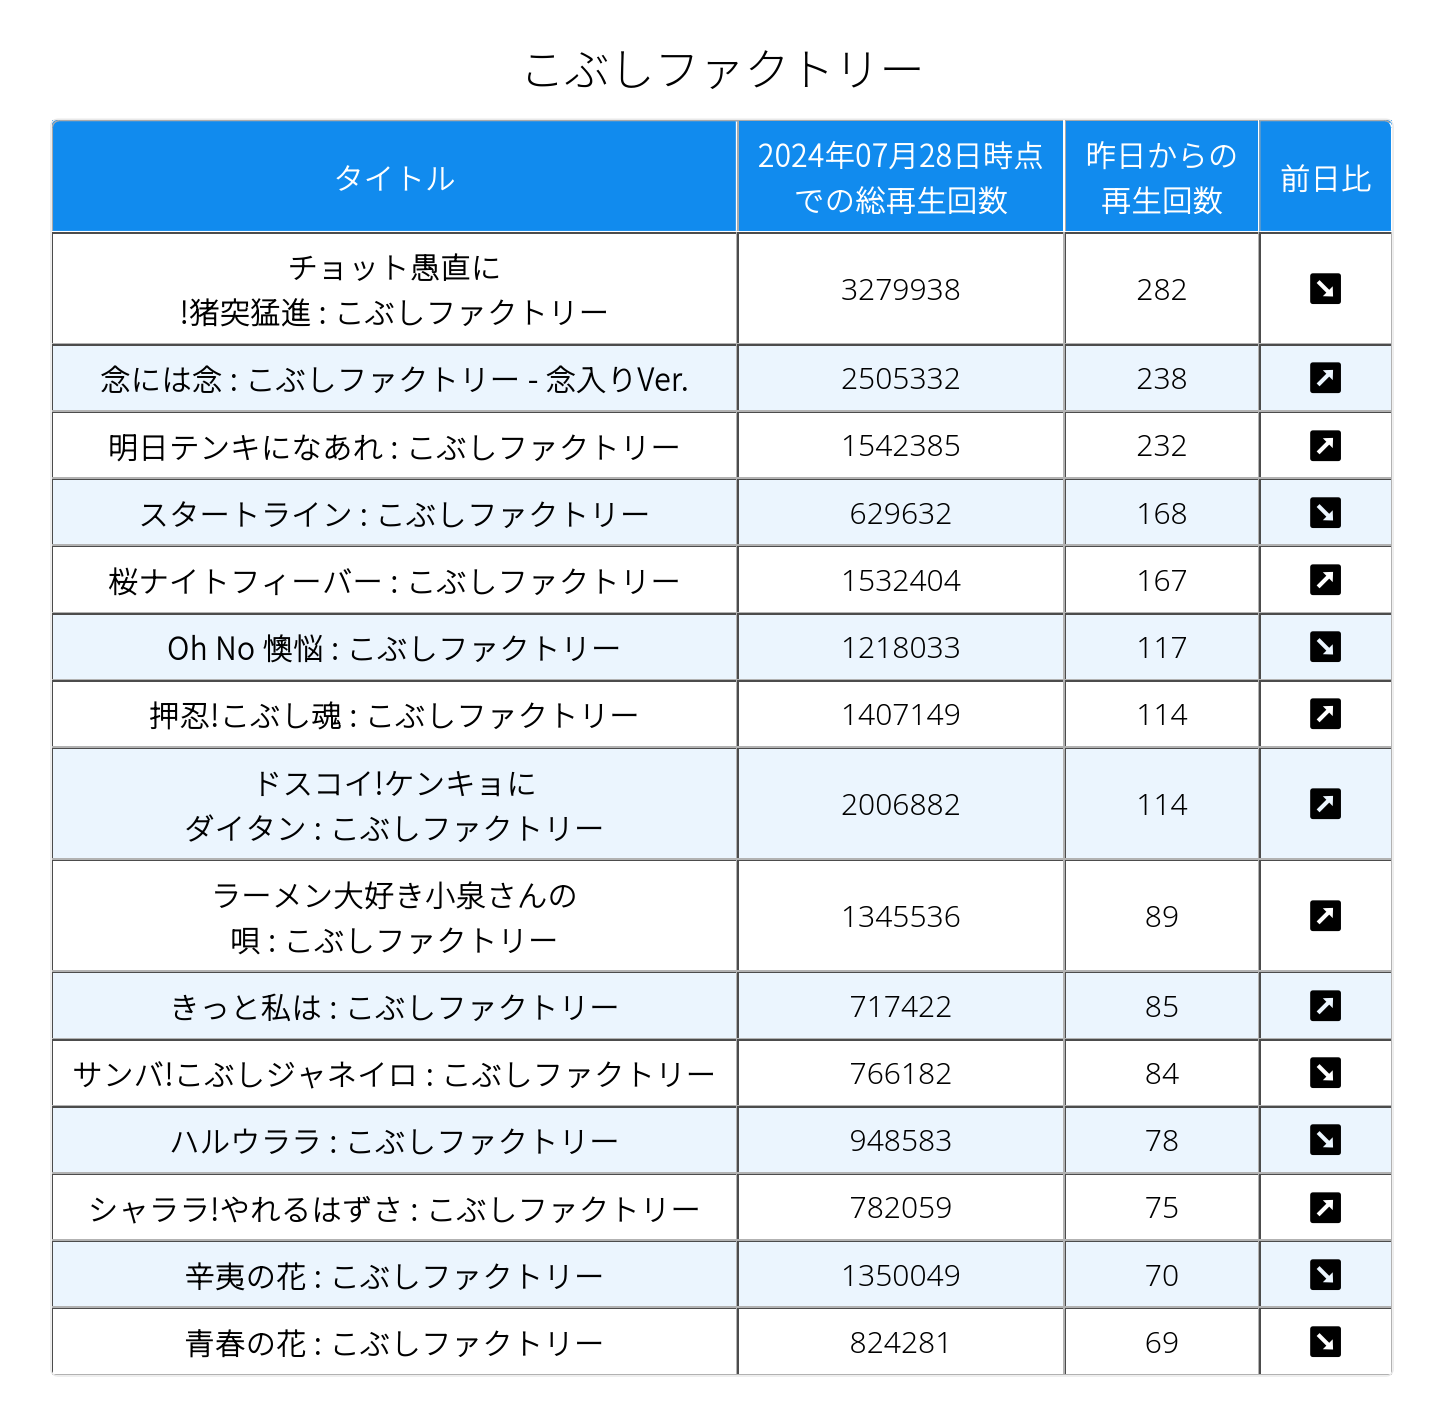 こぶしファクトリー
タイトル
2024年07月28日時点
での総再生回数
昨日からの
再生回数
前日比
チョット愚直に
!猪突猛進 : こぶしファクトリー
3279938
282
念には念 : こぶしファクトリー - 念入りVer.
2505332
238
明日テンキになあれ : こぶしファクトリー
1542385
232
スタートライン : こぶしファクトリー
629632
168
桜ナイトフィーバー : こぶしファクトリー
1532404
167
Oh No 懊悩 : こぶしファクトリー
1218033
117
押忍!こぶし魂 : こぶしファクトリー
1407149
114
ドスコイ!ケンキョに
ダイタン : こぶしファクトリー
2006882
114
ラーメン大好き小泉さんの
唄 : こぶしファクトリー
1345536
89
きっと私は : こぶしファクトリー
717422
85
サンバ!こぶしジャネイロ : こぶしファクトリー
766182
84
ハルウララ : こぶしファクトリー
948583
78
シャララ!やれるはずさ : こぶしファクトリー
782059
75
辛夷の花 : こぶしファクトリー
1350049
70
青春の花 : こぶしファクトリー
824281
69